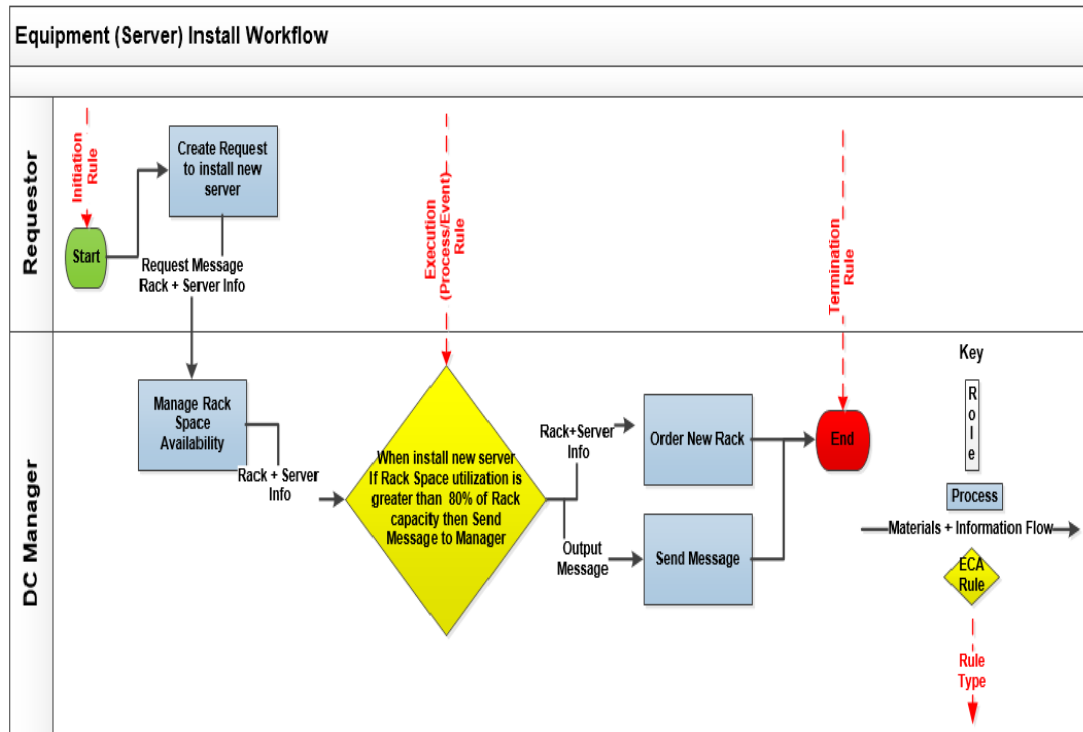 Equipment (Server) Install Workflow
Requestor
Initiation
Rule
Start
Create Request
to install new
server
Request Message
Rack + Server Info
Execution
(Process/Event)
Rule
Termination
Rule
DC Manager
Manage Rack
Space
Availability
Rack + Server
Info
When install new server
If Rack Space utilization is
greater than 80% of Rack
capacity then Send
Message to Manager
Rack+Server
Info
Output
Message
Order New Rack
Send Message
End
Key
R
o
l
e
Process
Materials + Information Flow
ECA
Rule
Rule
Type